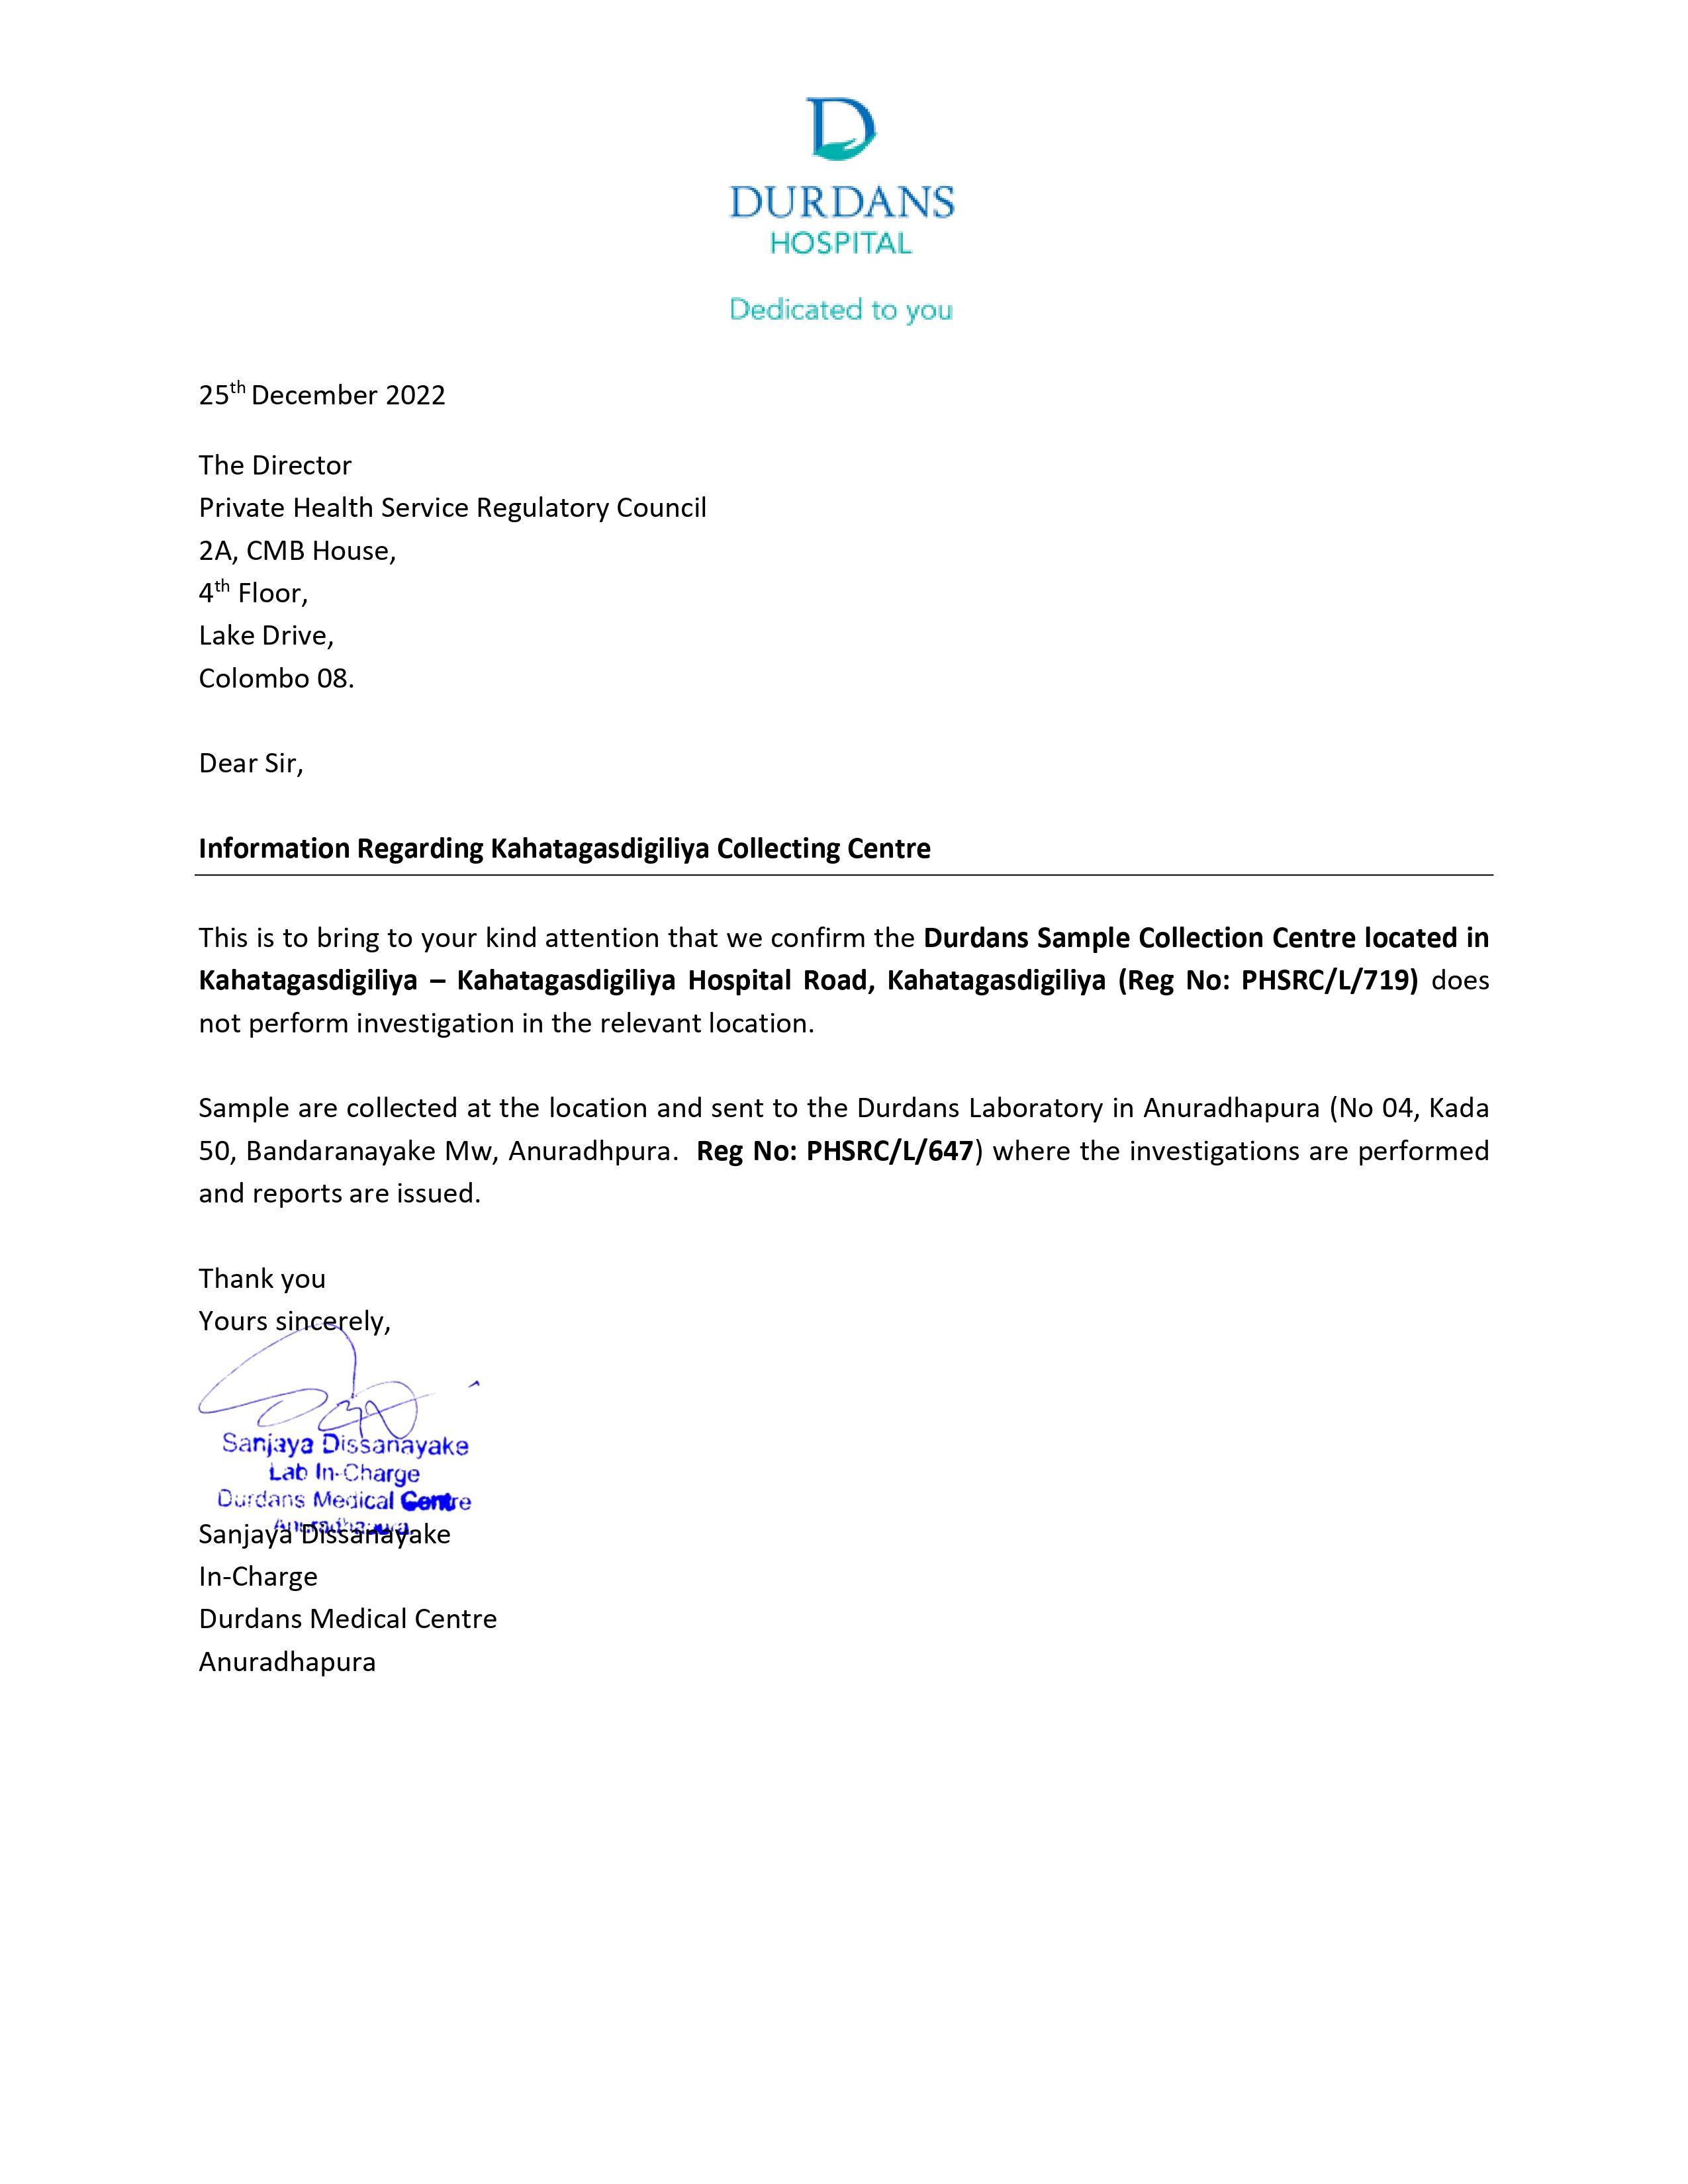 D
DURDANS
HOSPITAL
Dedicated to you
25th December 2022
The Director
Private Health Service Regulatory Council
2A, CMB House,
4th Floor,
Lake Drive,
Colombo 08.
Dear Sir,
Information Regarding Kahatagasdigiliya Collecting Centre
This is to bring to your kind attention that we confirm the Durdans Sample Collection Centre located in
Kahatagasdigiliya – Kahatagasdigiliya Hospital Road, Kahatagasdigiliya (Reg No: PHSRC/L/719) does
not perform investigation in the relevant location.
Sample are collected at the location and sent to the Durdans Laboratory in Anuradhapura (No 04, Kada
50, Bandaranayake Mw, Anuradhpura. Reg No: PHSRC/L/647) where the investigations are performed
and reports are issued.
Thank you
Yours sincerely,
Sanjaya Dissanayake
Lab In-Charge
Durdans Medical Centre
Anuradhapura
Sanjaya Dissanayake
In-Charge
Durdans Medical Centre
Anuradhapura